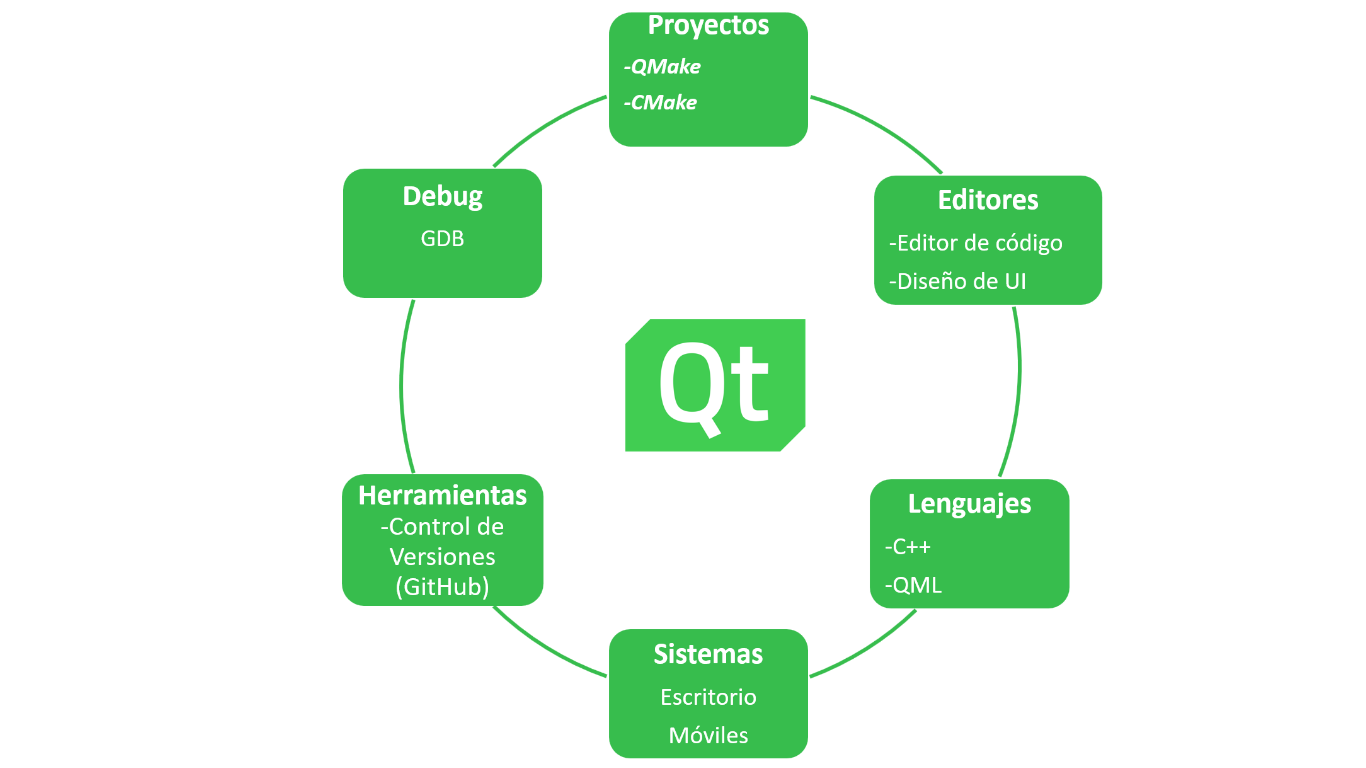 Proyectos
-QMake
-CMake
Editores
-Editor de código
-Diseño de UI
Lenguajes
-C++
-QML
Sistemas
Escritorio
Móviles
Herramientas
-Control de
Versiones
(GitHub)
Debug
GDB
Qt